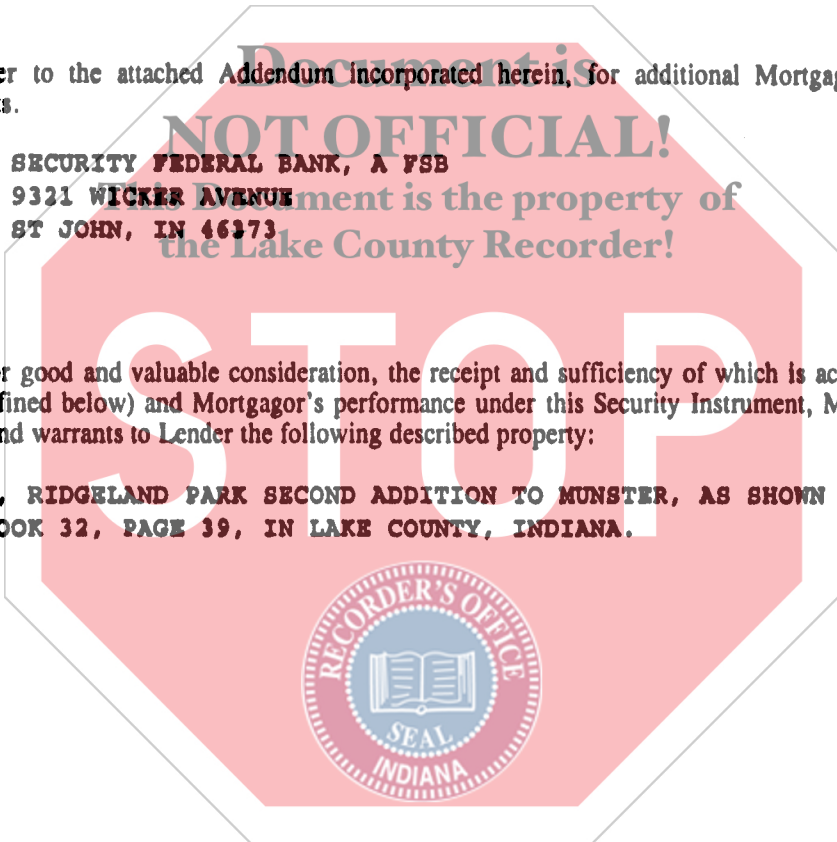 Document is
er to the attached Addendum incorporated herein, for additional Mortgag
s.
NOT OFFICIAL!
SECURITY FEDERAL BANK, A FSB
This Document is the property of
9321 WICKER AVENUE
ST JOHN, IN 46373
the Lake County Recorder!
STOP
r good and valuable consideration, the receipt and sufficiency of which is ac
fined below) and Mortgagor's performance under this Security Instrument, M
nd warrants to Lender the following described property:
, RIDGELAND PARK SECOND ADDITION TO MUNSTER, AS SHOWN
OOK 32, PAGE 39, IN LAKE COUNTY, INDIANA.
RECORDER'S OFFICE
SEAL
INDIANA